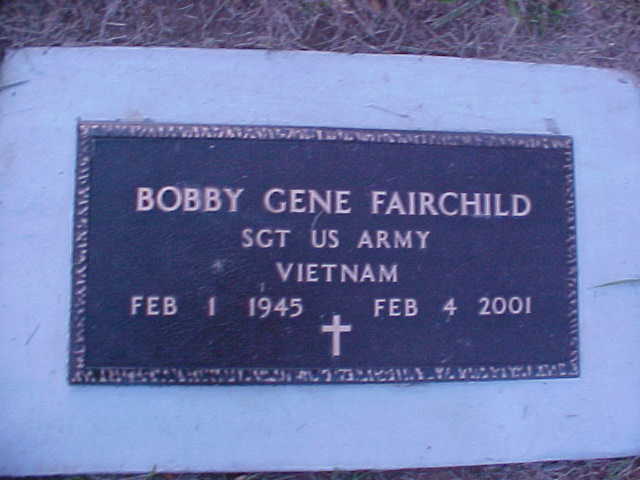 BOBBY GENE FAIRCHILD
SGT US ARMY
VIETNAM
FEB 1 1945 FEB 4 2001